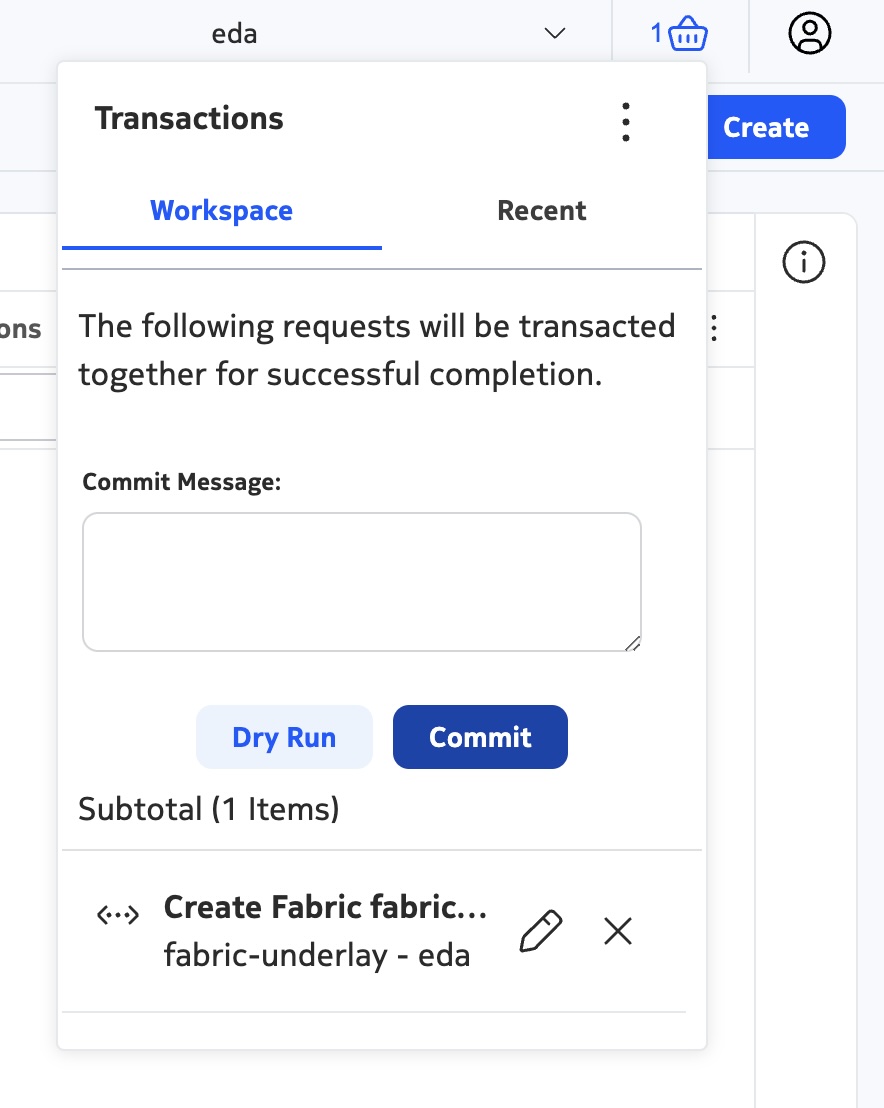 eda
1
Transactions
Create
Workspace
Recent
ons
The following requests will be transacted
together for successful completion.
Commit Message:
Dry Run
Commit
Subtotal (1 Items)
Create Fabric fabric...
fabric-underlay - eda